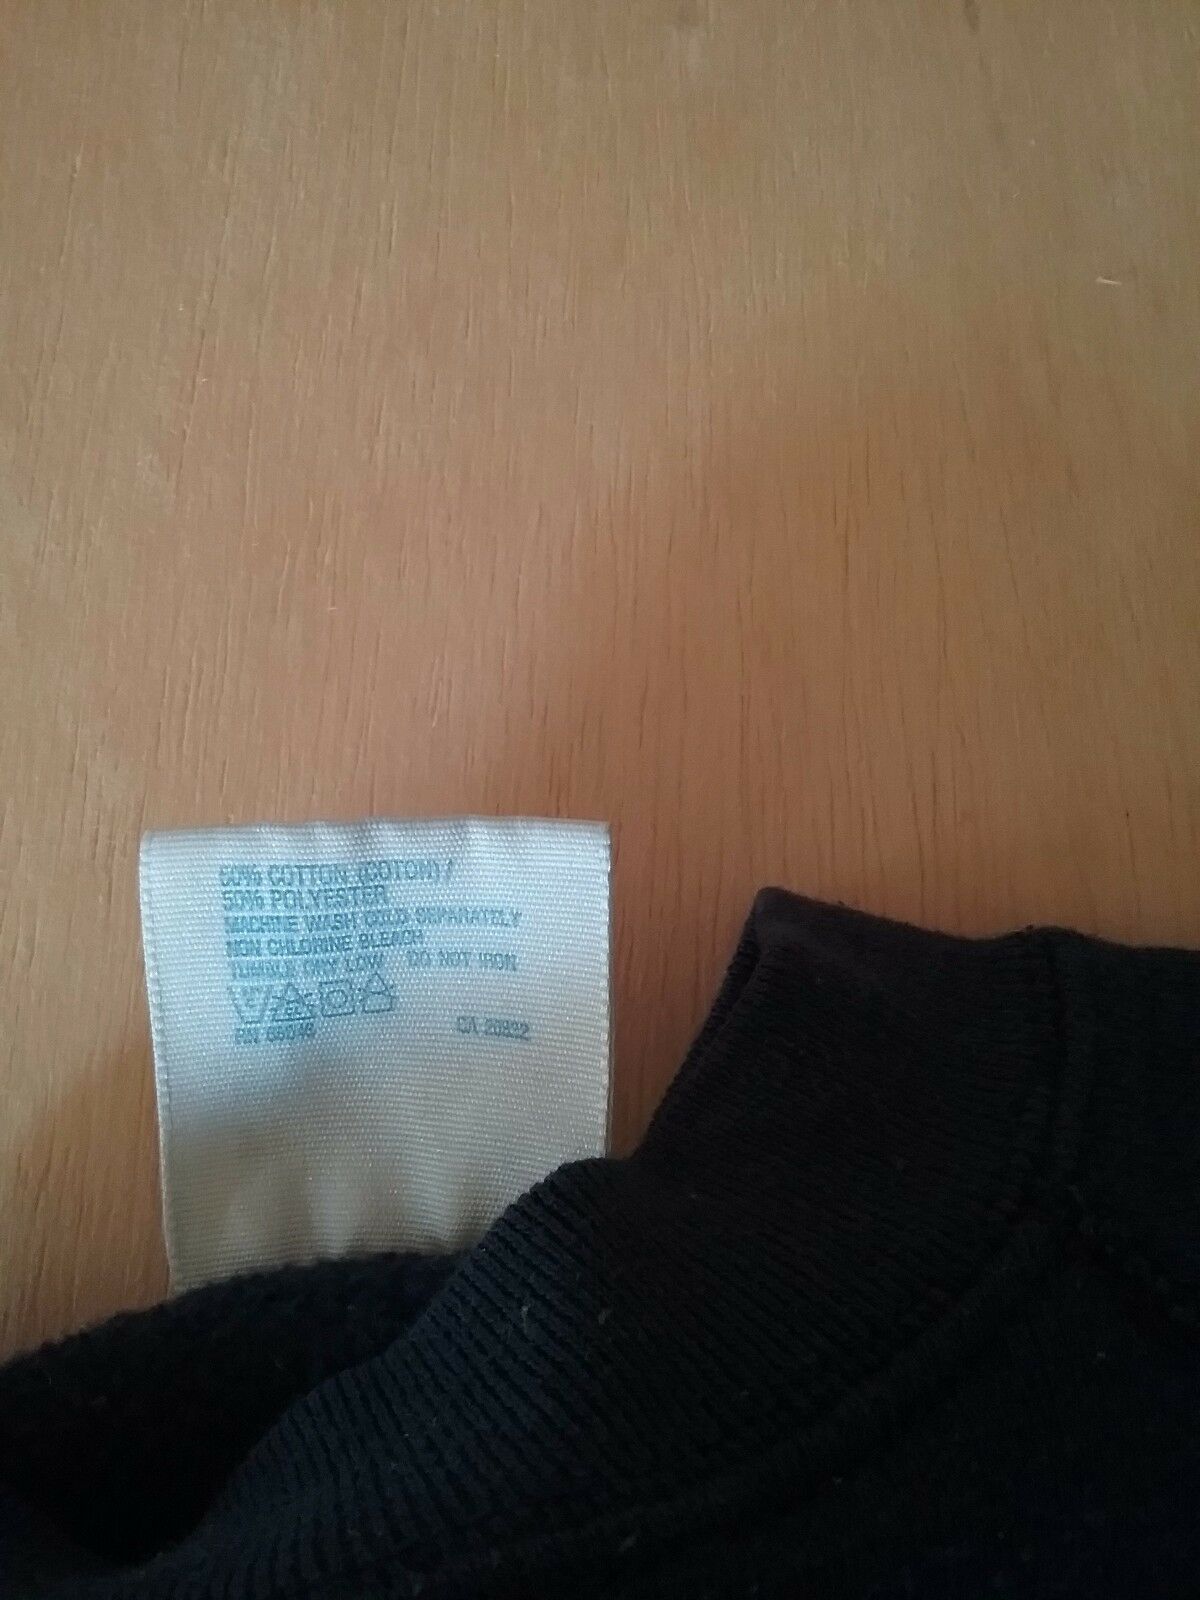 50% COTTON (COTON) /
50% POLYESTER
MACHINE WASH COLD SEPARATELY
NON CHLORINE BLEACH
TUMBLE DRY LOW DO NOT IRON
RN CA